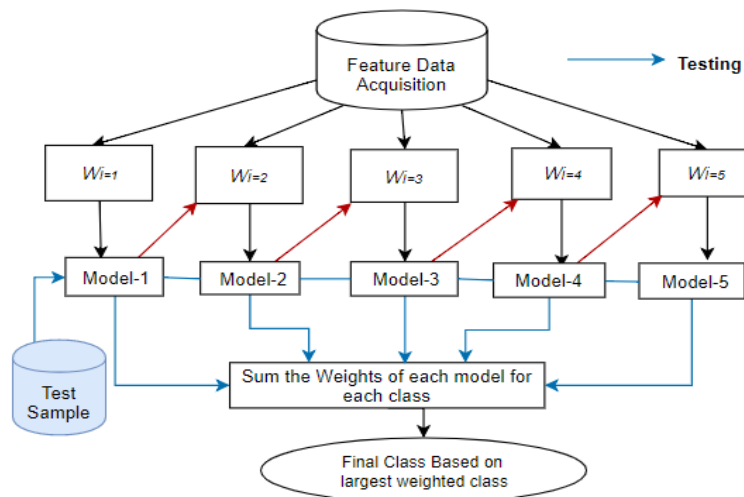 Feature Data
Acquisition
Testing
Wi=1
Wi=2
Wi=3
Wi=4
Wi=5
Model-1
Model-2
Model-3
Model-4
Model-5
Test
Sample
Sum the Weights of each model for
each class
Final Class Based on
largest weighted class